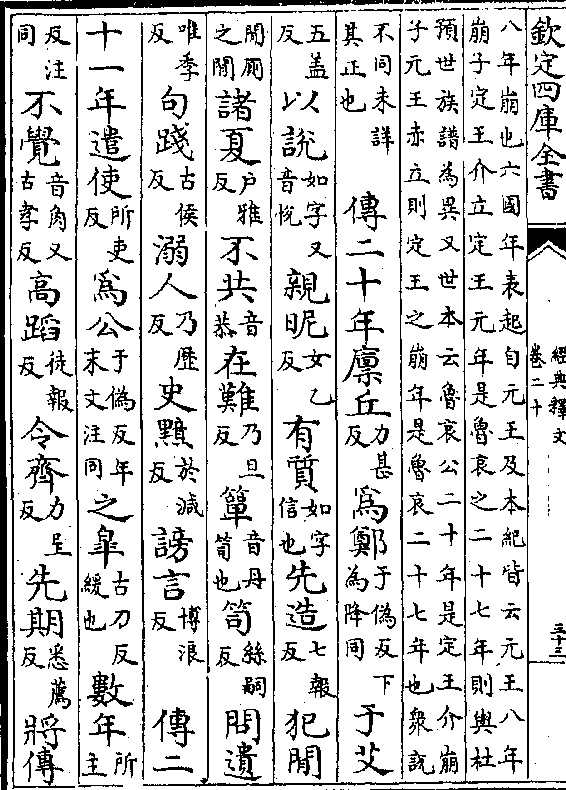 欽定四庫全書
經典釋文
卷二十
三十三
八年崩也六國年表起自元王及本紀皆云元王八年
崩子定王介立定王元年是魯哀之二十七年則與杜
預世族譜為異又世本云魯哀公二十年是定王介崩
子元王赤立則定王之崩年是魯哀二十七年也衆説
不同未詳其正也 傳二十年廪丘力甚反爲鄭于偽反下為降同于艾
五盖反以說如字又音悅親昵女乙反有質如字信也先造七報反犯閒
閒厠之閒諸夏户雅反不共音恭在難乃旦反簞音丹笥也笥絲嗣反問遺
唯季反句踐古侯反溺人乃歷反史黯於減反謗言博浪反 傳二
十一年遣使所吏反爲公于偽反年末文注同之皐古刀反緩也數年所主
反注同不覺音角又古孝反高蹈徒報反令齊力呈反先期悉薦反將傳